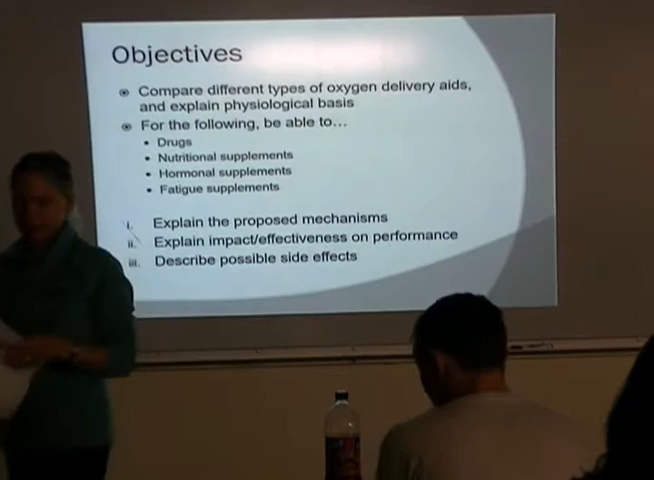 Objectives
Compare different types of oxygen delivery aids,
and explain physiological basis
For the following, be able to...
Drugs
Nutritional supplements
Hormonal supplements
Fatigue supplements
i. Explain the proposed mechanisms
ii. Explain impact/effectiveness on performance
iii. Describe possible side effects